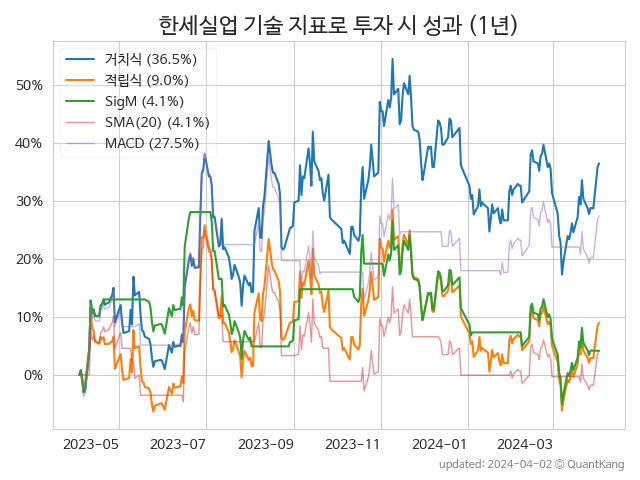 한세실업 기술 지표로 투자 시 성과 (1년)
거치식 (36.5%)
적립식 (9.0%)
SigM (4.1%)
SMA(20) (4.1%)
MACD (27.5%)
50%
40%
30%
20%
10%
0%
2023-05 2023-07 2023-09 2023-11 2024-01 2024-03
updated: 2024-04-02 © QuantKang